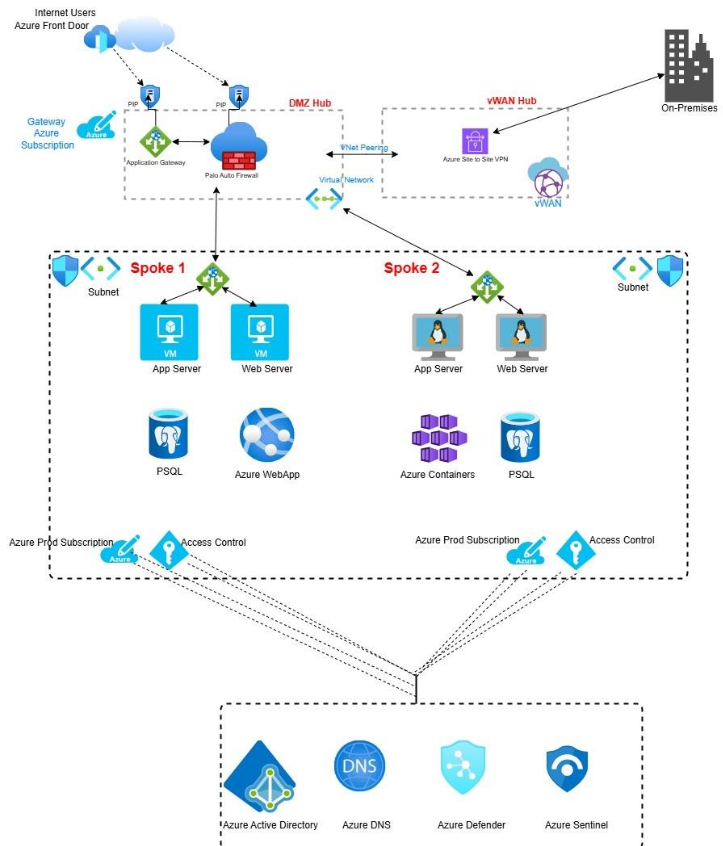 Internet Users
Azure Front Door
PIP
PIP
DMZ Hub
vWAN Hub
On-Premises
Gateway
Azure
Subscription
Azure
Application Gateway
Palo Auto Firewall
VNet Peering
Azure Site to Site VPN
Virtual Network
vWAN
Subnet
Spoke 1
Spoke 2
Subnet
VM
VM
App Server
Web Server
App Server
Web Server
PSQL
Azure WebApp
Azure Containers
PSQL
Azure Prod Subscription
Azure
Access Control
Azure Prod Subscription
Azure
Access Control
DNS
Azure Active Directory
Azure DNS
Azure Defender
Azure Sentinel